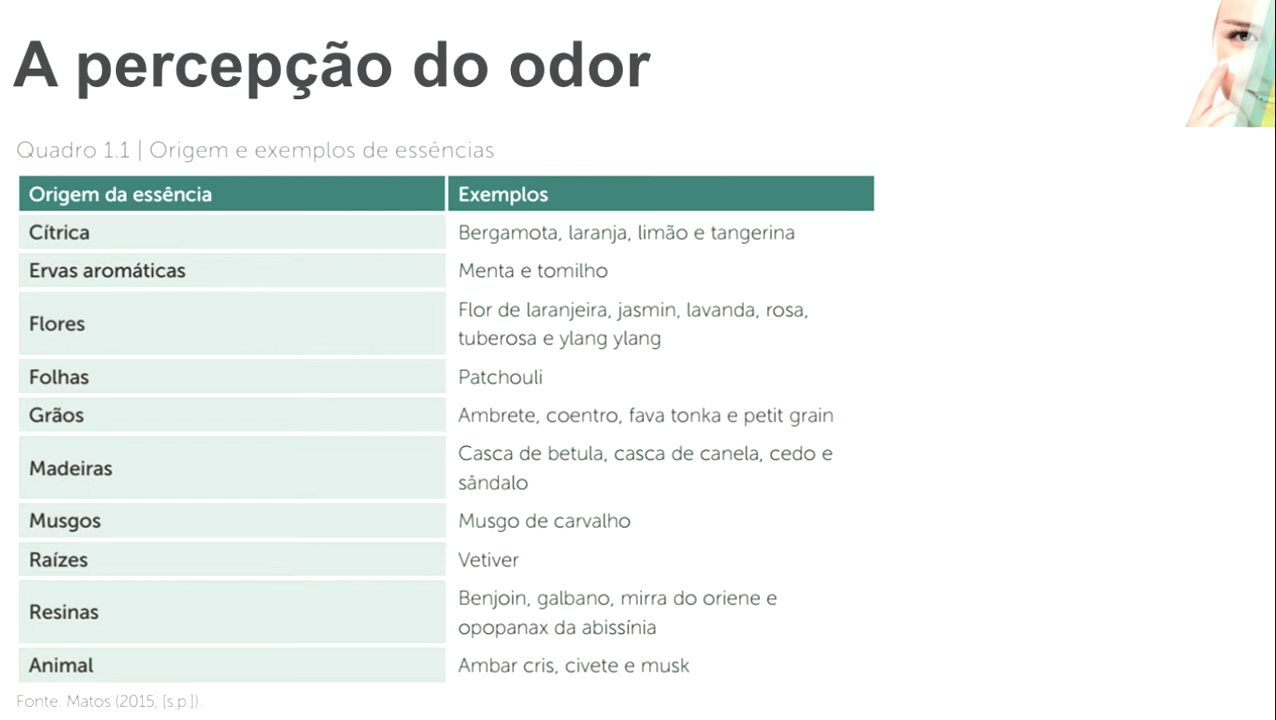 A percepção do odor
Quadro 1.1 | Origem e exemplos de essências
Origem da essência Exemplos
Cítrica Bergamota, laranja, limão e tangerina
Ervas aromáticas Menta e tomilho
Flores Flor de laranjeira, jasmin, lavanda, rosa,
tuberosa e ylang ylang
Folhas Patchouli
Grãos Ambrete, coentro, fava tonka e petit grain
Madeiras Casca de betula, casca de canela, cedo e
sândalo
Musgos Musgo de carvalho
Raízes Vetiver
Resinas Benjoin, galbano, mirra do oriene e
opopanax da abissínia
Animal Ambar cris, civete e musk
Fonte: Matos (2015, [s.p.]).